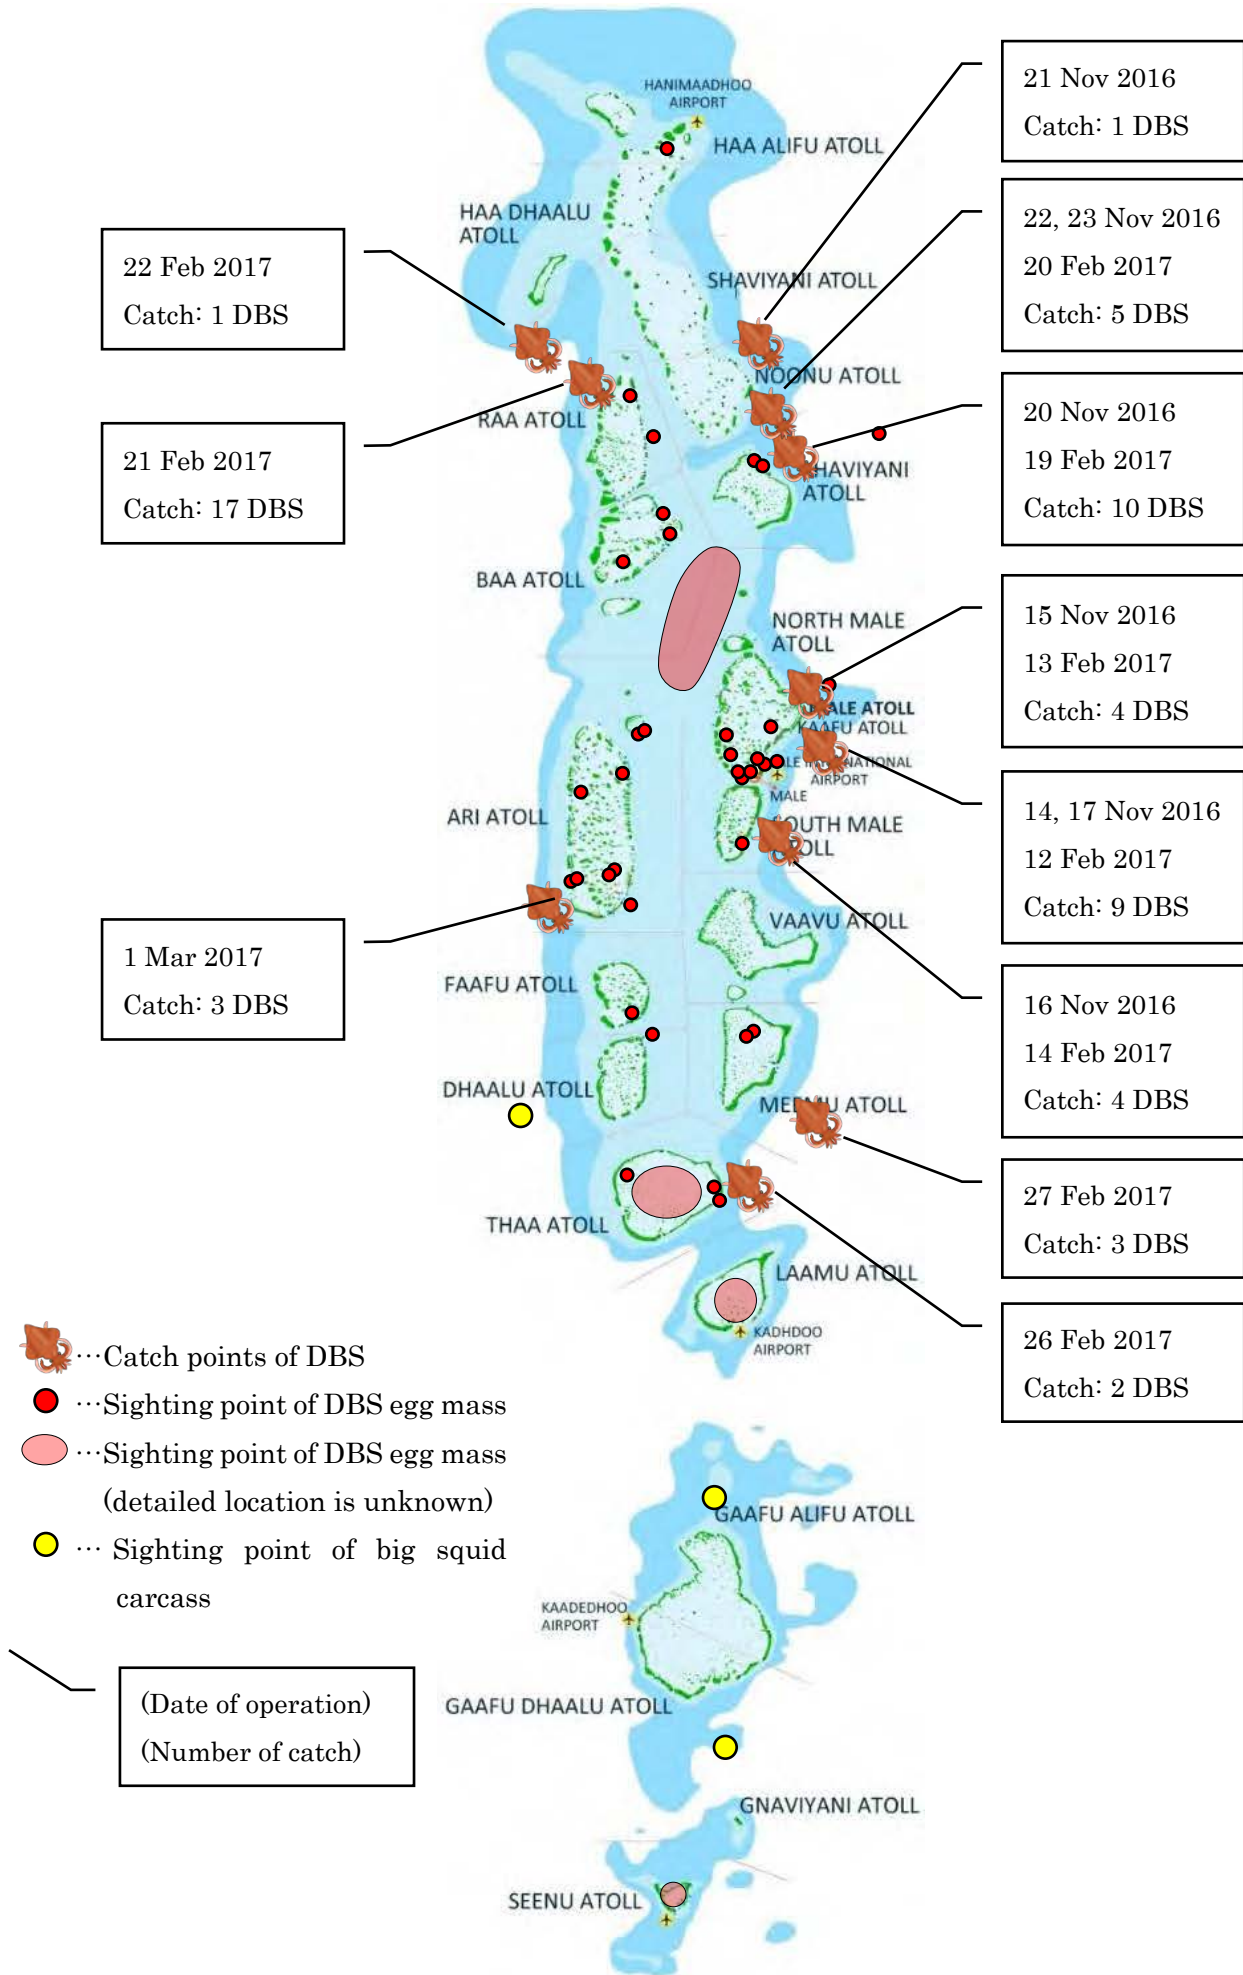 21 Nov 2016
Catch: 1 DBS
22, 23 Nov 2016
20 Feb 2017
Catch: 5 DBS
20 Nov 2016
19 Feb 2017
Catch: 10 DBS
15 Nov 2016
13 Feb 2017
Catch: 4 DBS
14, 17 Nov 2016
12 Feb 2017
Catch: 9 DBS
16 Nov 2016
14 Feb 2017
Catch: 4 DBS
27 Feb 2017
Catch: 3 DBS
26 Feb 2017
Catch: 2 DBS
22 Feb 2017
Catch: 1 DBS
21 Feb 2017
Catch: 17 DBS
1 Mar 2017
Catch: 3 DBS
HANIMAADHOO
AIRPORT
HAA ALIFU ATOLL
HAA DHAALU
ATOLL
SHAVIYANI ATOLL
NOONU ATOLL
RAA ATOLL
HAVIYANI
ATOLL
BAA ATOLL
NORTH MALE
ATOLL
ALE ATOLL
KAAFU ATOLL
AIRPORT
MALE
ARI ATOLL
OUTH MALE
OLL
VAAVU ATOLL
FAAFU ATOLL
DHAALU ATOLL
ATOLL
THAA ATOLL
LAAMU ATOLL
KADHDOO
AIRPORT
GAAFU ALIFU ATOLL
KAADEDHOO
AIRPORT
GAAFU DHAALU ATOLL
GNAVIYANI ATOLL
SEENU ATOLL
…Catch points of DBS
…Sighting point of DBS egg mass
…Sighting point of DBS egg mass
(detailed location is unknown)
… Sighting point of big squid
carcass
(Date of operation)
(Number of catch)